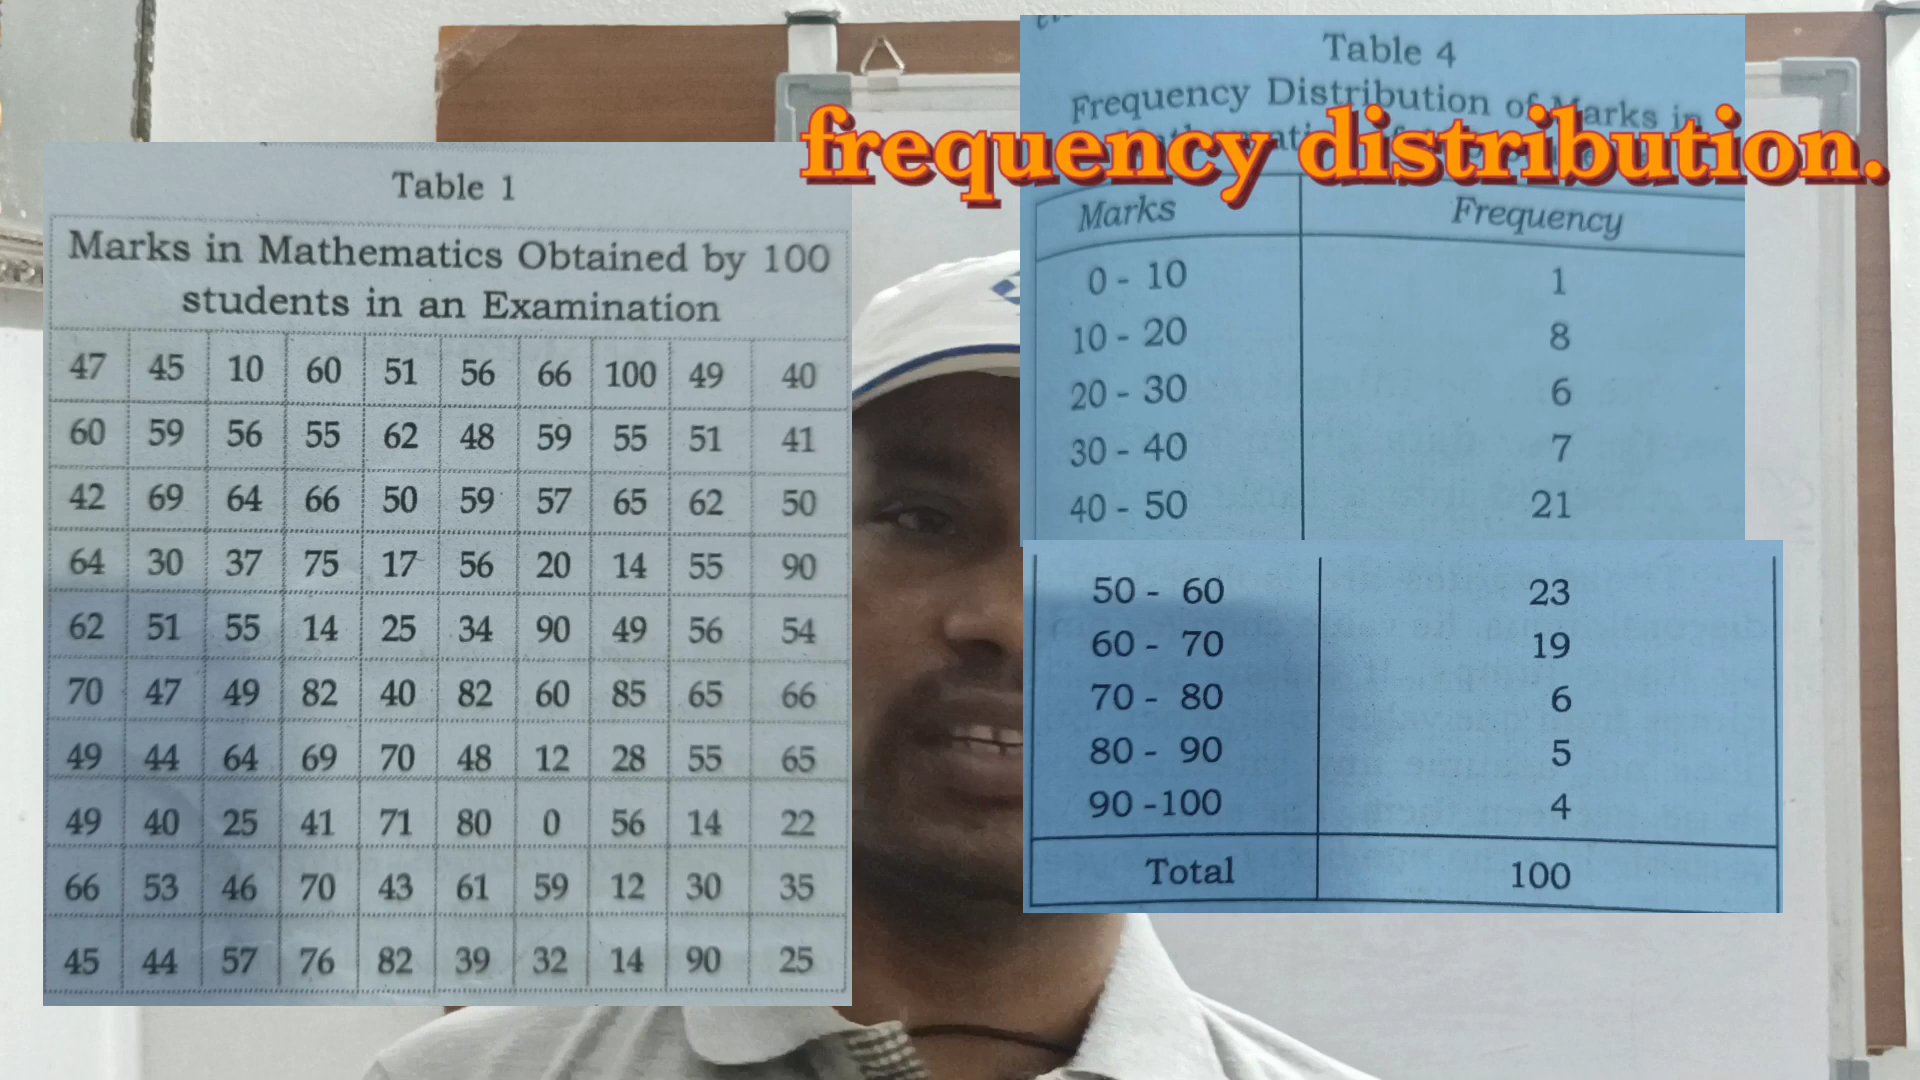 Table 1
Marks in Mathematics Obtained by 100
students in an Examination
47 45 10 60 51 56 66 100 49 40
60 59 56 55 62 48 59 55 51 41
42 69 64 66 50 59 57 65 62 50
64 30 37 75 17 56 20 14 55 90
62 51 55 14 25 34 90 49 56 54
70 47 49 82 40 82 60 85 65 66
49 44 64 69 70 48 12 28 55 65
49 40 25 41 71 80 0 56 14 22
66 53 46 70 43 61 59 12 30 35
45 44 57 76 82 39 32 14 90 25
Table 4
Frequency Distribution of Marks in
frequency distribution.
Marks Frequency
0 - 10 1
10 - 20 8
20 - 30 6
30 - 40 7
40 - 50 21
50 - 60 23
60 - 70 19
70 - 80 6
80 - 90 5
90 -100 4
Total 100